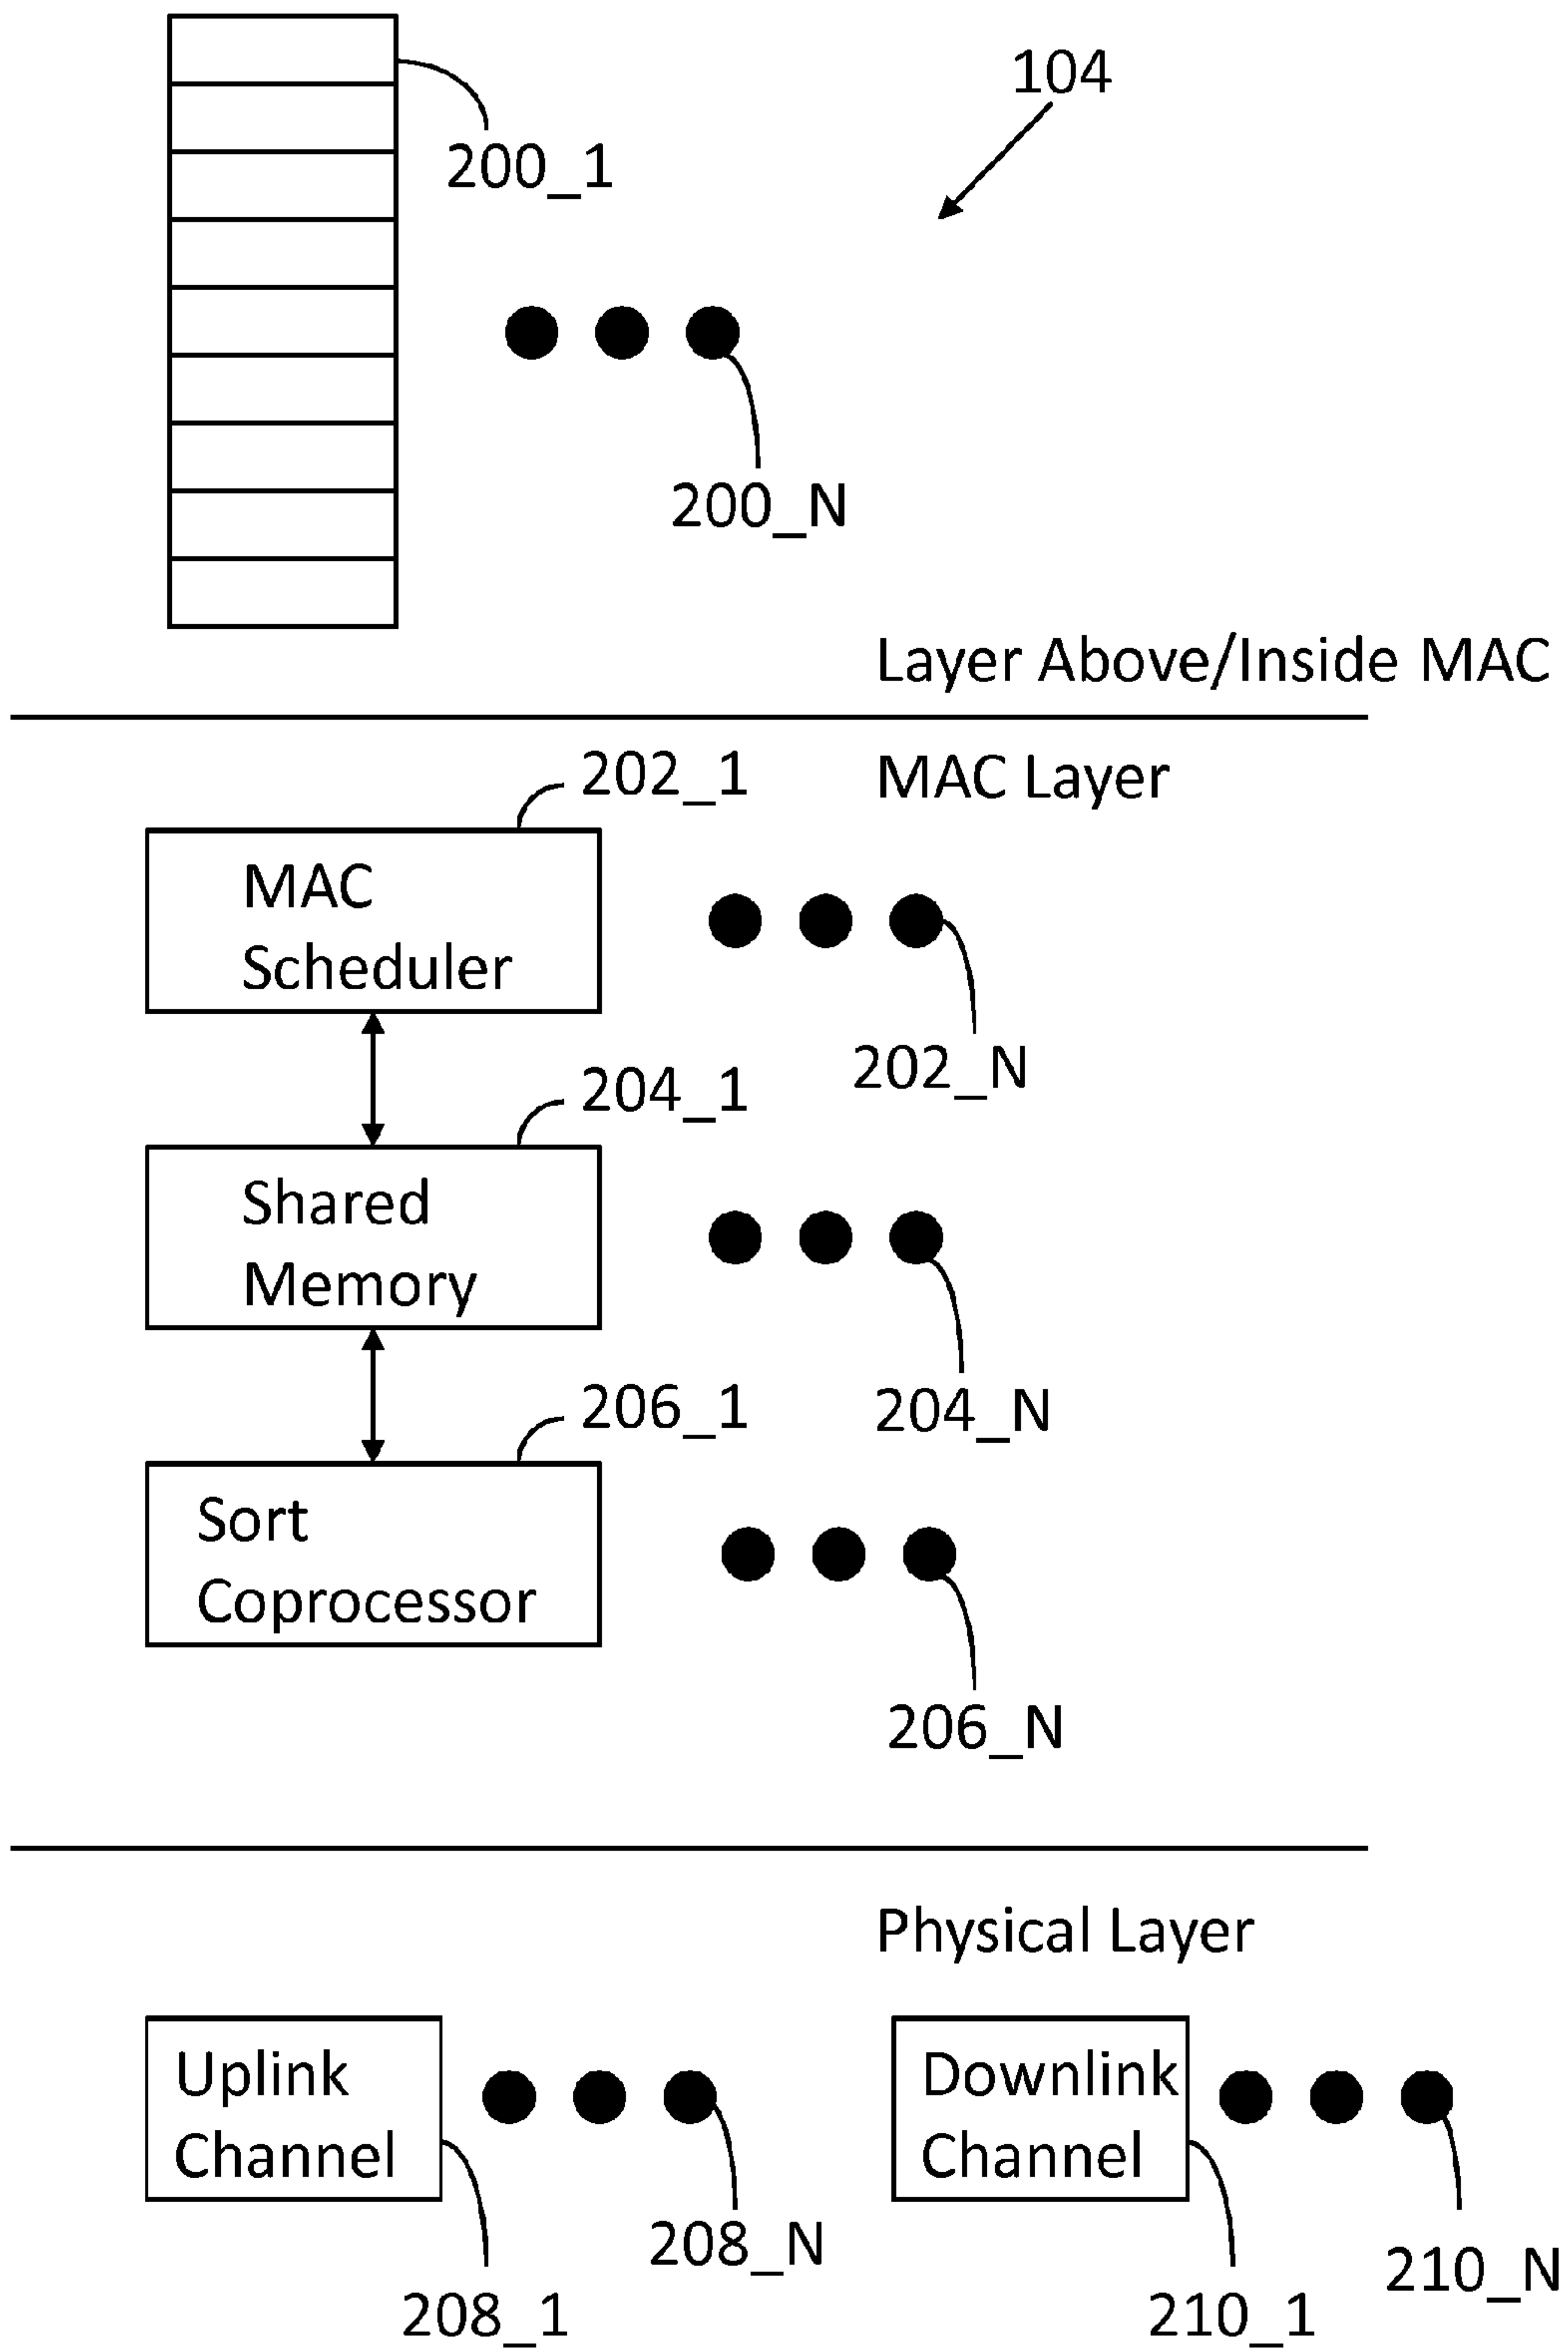 104
200_1
200_N
Layer Above/Inside MAC
202_1
MAC Layer
MAC
Scheduler
202_N
204_1
Shared
Memory
204_N
206_1
Sort
Coprocessor
206_N
Physical Layer
Uplink
Channel
208_N
208_1
Downlink
Channel
210_N
210_1